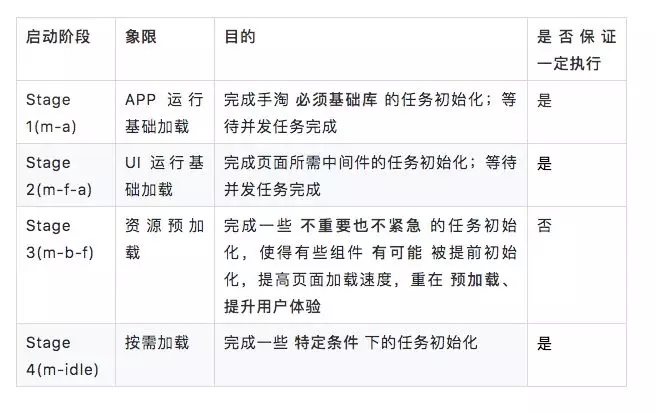 启动阶段
象限
目的
是否保证
一定执行
Stage
1(m-a)
APP 运行
基础加载
完成手淘 必须基础库 的任务初始化；等
待并发任务完成
是
Stage
2(m-f-a)
UI 运行基
础加载
完成页面所需中间件的任务初始化；等待
并发任务完成
是
Stage
3(m-b-f)
资源预加
载
完成一些 不重要也不紧急 的任务初始
化，使得有些组件 有可能 被提前初始
化，提高页面加载速度，重在 预加载、
提升用户体验
否
Stage
4(m-idle)
按需加载
完成一些 特定条件 下的任务初始化
是